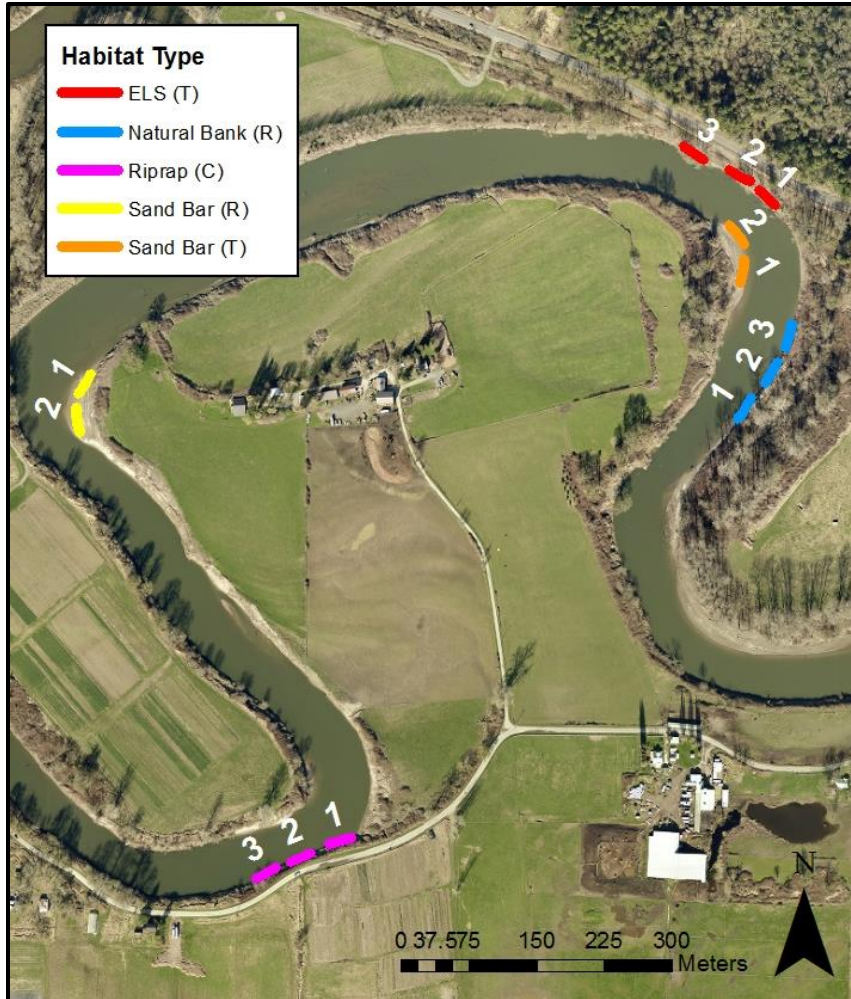 Habitat Type
ELS (T)
Natural Bank (R)
Riprap (C)
Sand Bar (R)
Sand Bar (T)
3
2
1
2
1
3
2
1
1
2
3
2
1
N
0 37.575 150 225 300
Meters